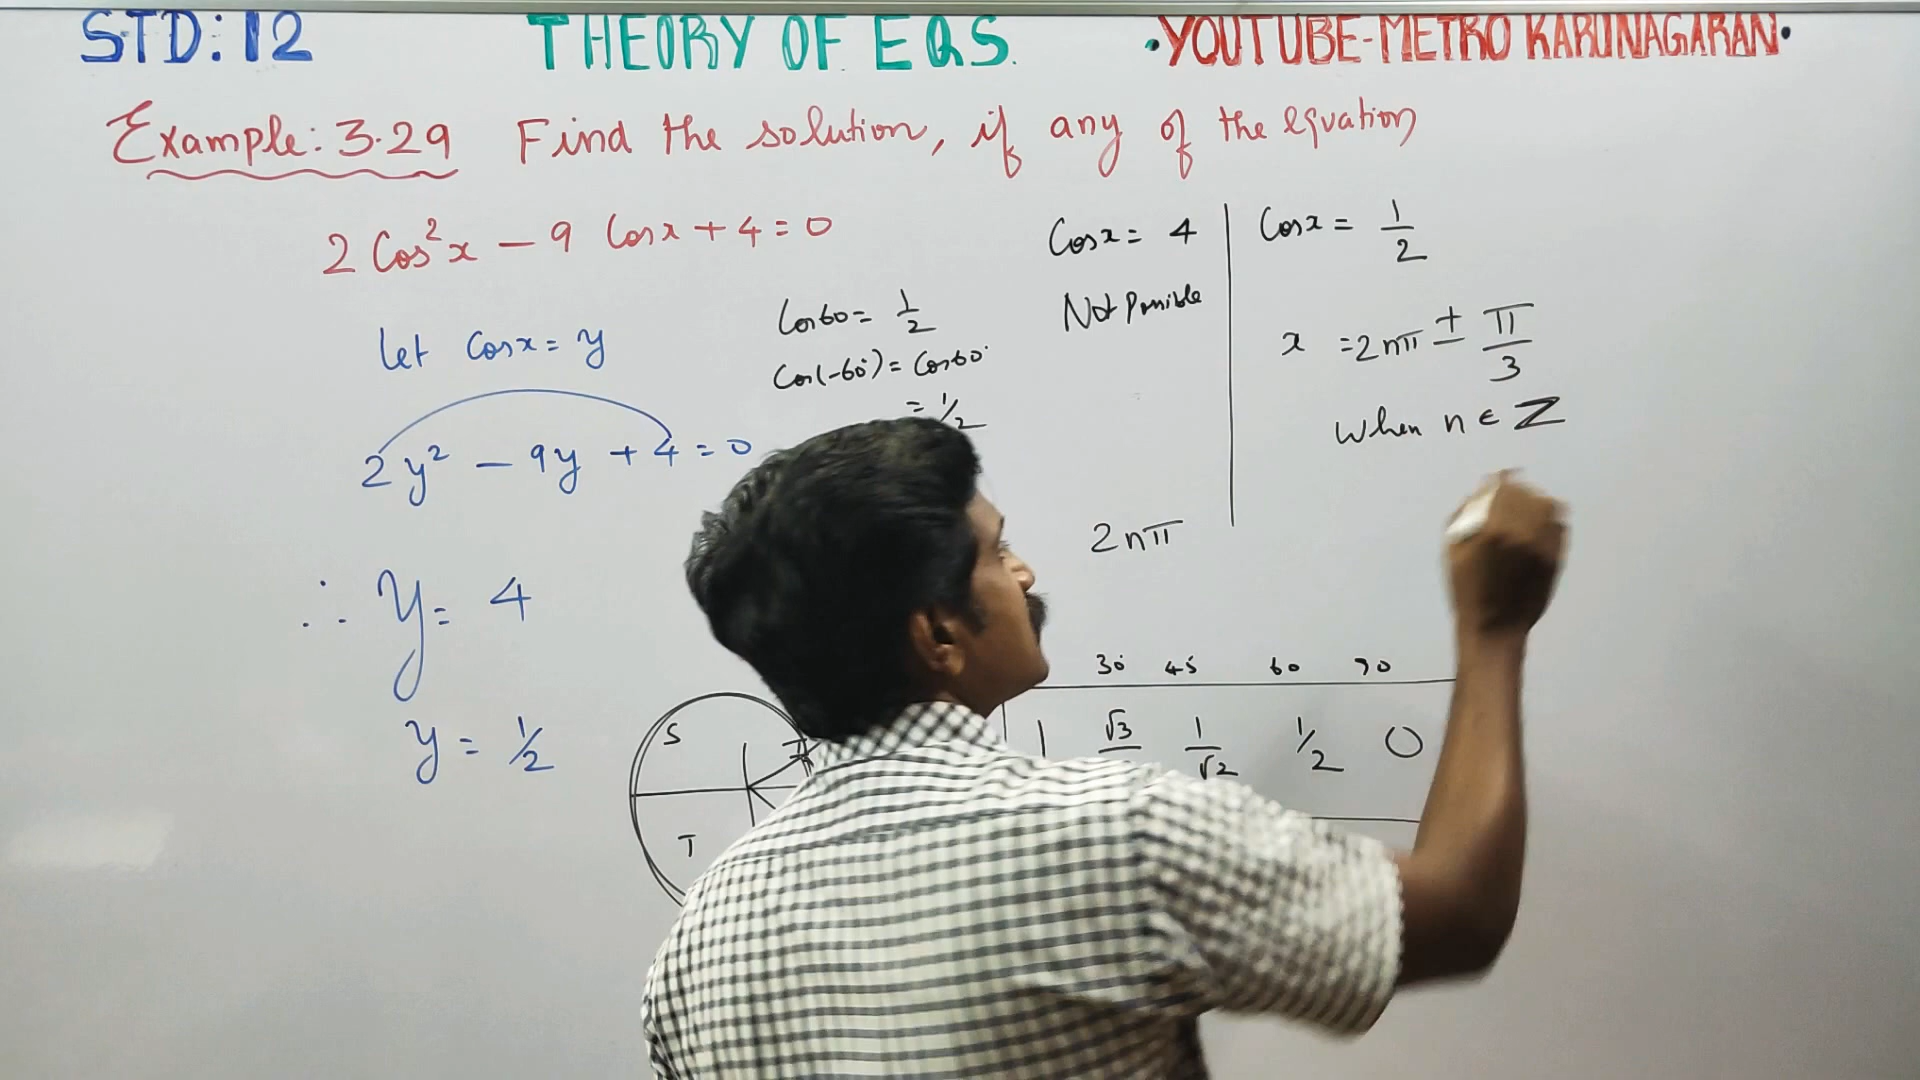 STD: 12
THEORY OF EQS.
•YOUTUBE-METRO KARUNAGARAN•
Example: 3.29 Find the solution, if any of the equation
2 Cos²x − 9 Cosx + 4 = 0
Let Cosx = y
2y² − 9y + 4 = 0
∴ y = 4
y = ½
Cos60 = 1/2
Cos(-60°) = Cos60°
= ½
Cosx = 4
Not Possible
2nπ
Cosx = 1/2
x = 2nπ ± π/3
When n ∈ Z
S
T
30 45 60 90
1 √3 1/√2 ½ 0